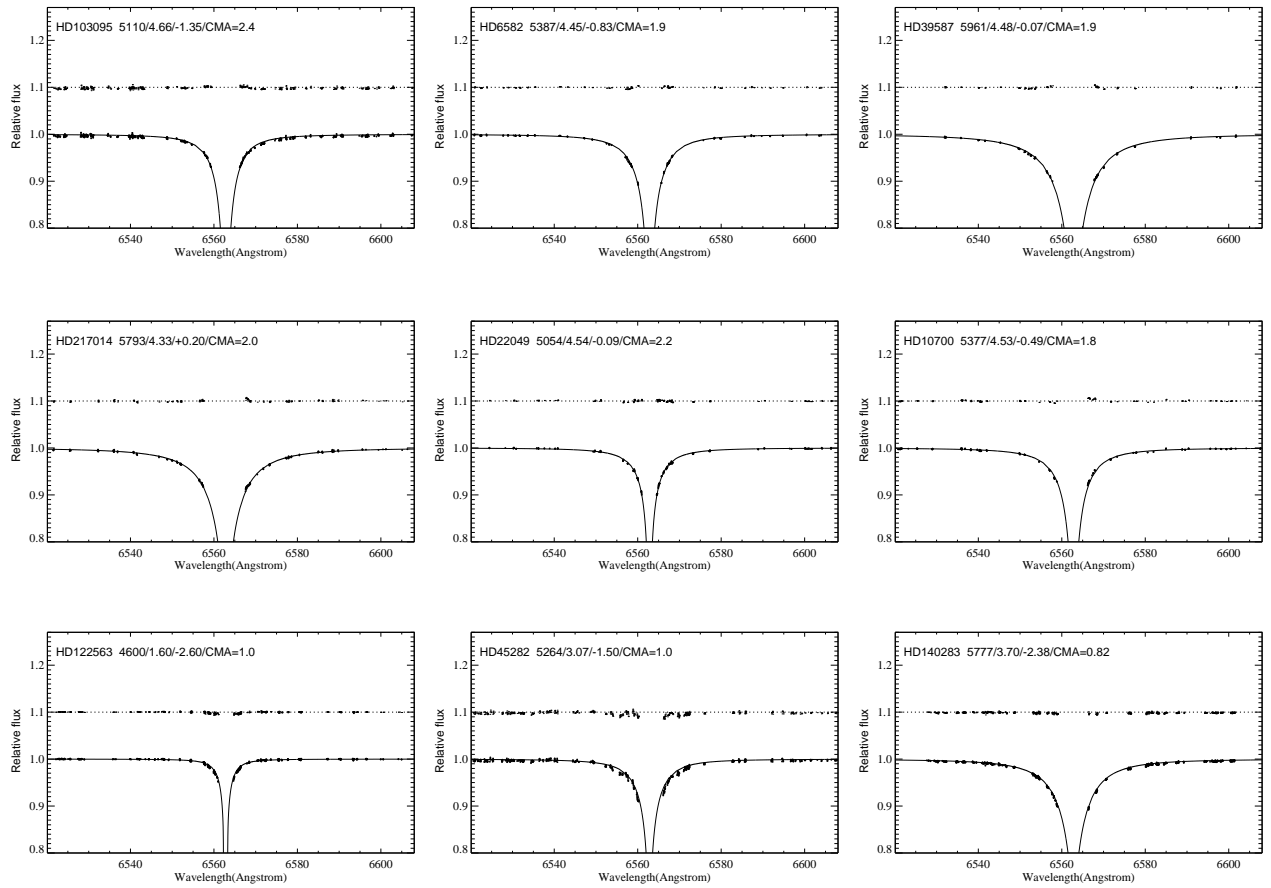 HD103095 5110/4.66/-1.35/CMA=2.4
1.2
1.1
1.0
0.9
0.8
Relative flux
6540 6560 6580 6600
Wavelength(Angstrom)
HD6582 5387/4.45/-0.83/CMA=1.9
1.2
1.1
1.0
0.9
0.8
Relative flux
6540 6560 6580 6600
Wavelength(Angstrom)
HD39587 5961/4.48/-0.07/CMA=1.9
1.2
1.1
1.0
0.9
0.8
Relative flux
6540 6560 6580 6600
Wavelength(Angstrom)
HD217014 5793/4.33/+0.20/CMA=2.0
1.2
1.1
1.0
0.9
0.8
Relative flux
6540 6560 6580 6600
Wavelength(Angstrom)
HD22049 5054/4.54/-0.09/CMA=2.2
1.2
1.1
1.0
0.9
0.8
Relative flux
6540 6560 6580 6600
Wavelength(Angstrom)
HD10700 5377/4.53/-0.49/CMA=1.8
1.2
1.1
1.0
0.9
0.8
Relative flux
6540 6560 6580 6600
Wavelength(Angstrom)
HD122563 4600/1.60/-2.60/CMA=1.0
1.2
1.1
1.0
0.9
0.8
Relative flux
6540 6560 6580 6600
Wavelength(Angstrom)
HD45282 5264/3.07/-1.50/CMA=1.0
1.2
1.1
1.0
0.9
0.8
Relative flux
6540 6560 6580 6600
Wavelength(Angstrom)
HD140283 5777/3.70/-2.38/CMA=0.82
1.2
1.1
1.0
0.9
0.8
Relative flux
6540 6560 6580 6600
Wavelength(Angstrom)